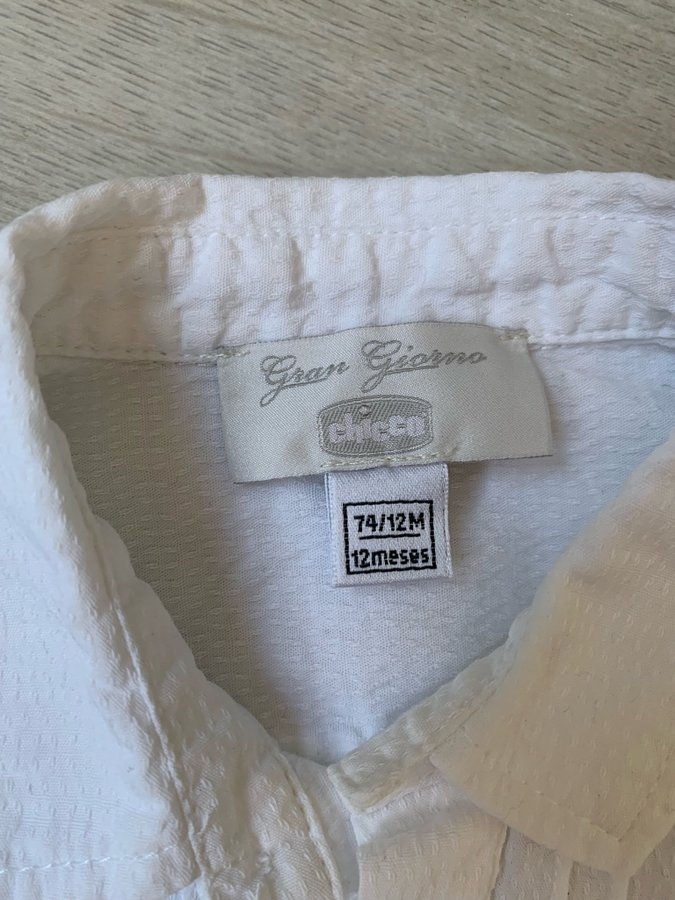 Gran Giorno
chicco
74/12M
12meses